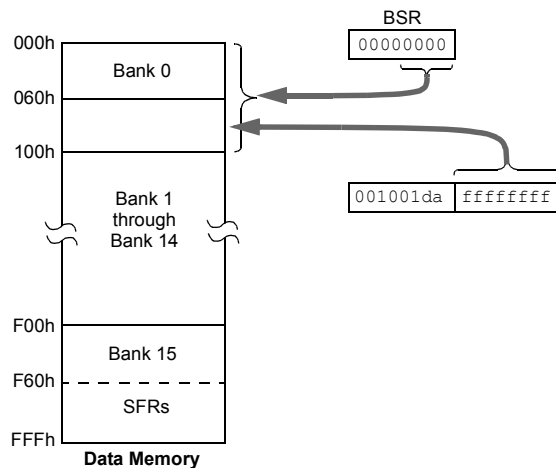 BSR
00000000
000h
Bank 0
060h
100h
001001da ffffffff
Bank 1
through
Bank 14
F00h
Bank 15
F60h
SFRs
FFFh
Data Memory